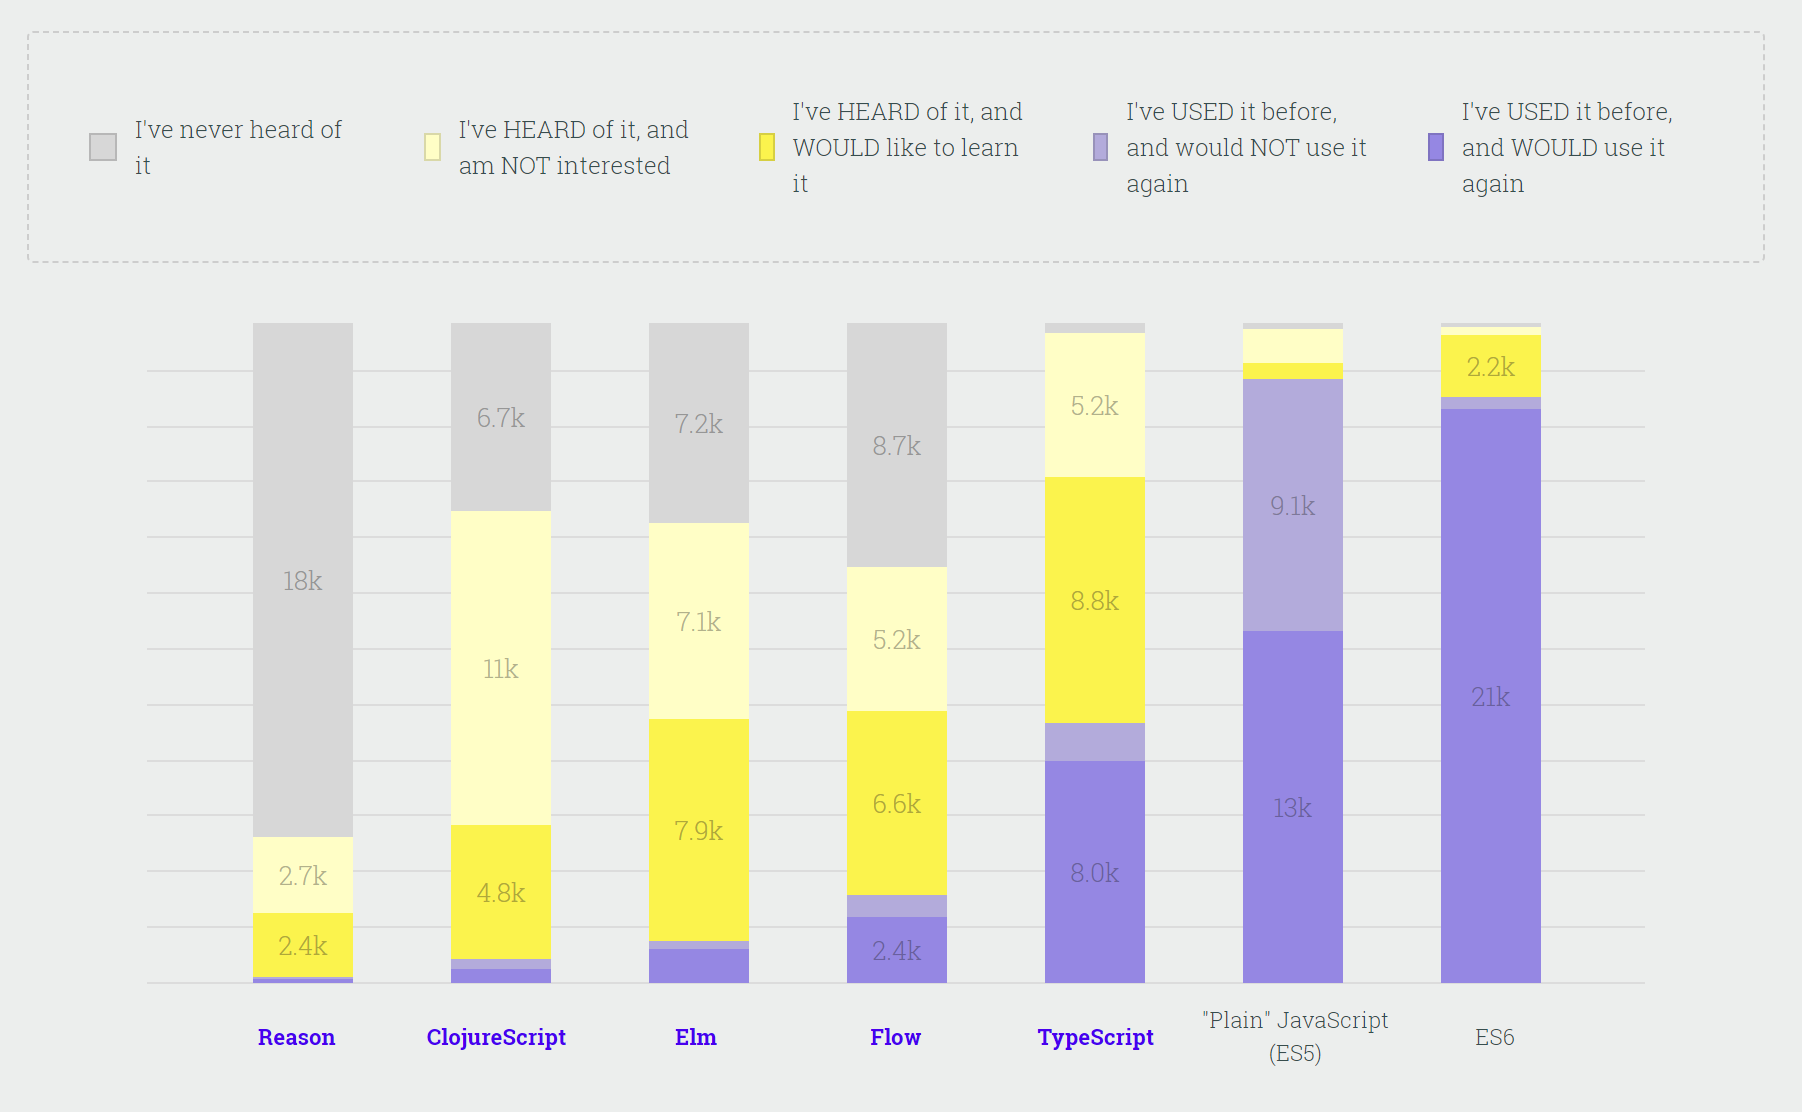 I've never heard of
it
I've HEARD of it, and
am NOT interested
I've HEARD of it, and
WOULD like to learn
it
I've USED it before,
and would NOT use it
again
I've USED it before,
and WOULD use it
again
18k
2.7k
2.4k
6.7k
11k
4.8k
7.2k
7.1k
7.9k
8.7k
5.2k
6.6k
2.4k
5.2k
8.8k
8.0k
9.1k
13k
2.2k
21k
Reason
ClojureScript
Elm
Flow
TypeScript
"Plain" JavaScript
(ES5)
ES6